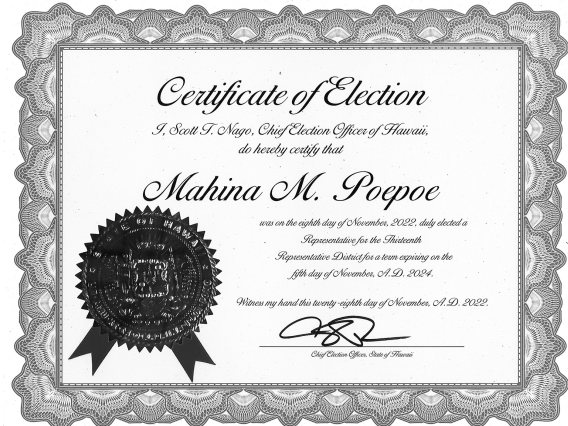 Certificate of Election
I, Scott T. Nago, Chief Election Officer of Hawaii,
do hereby certify that
Mahina M. Poepoe
was on the eighth day of November, 2022, duly elected a
Representative for the Thirteenth
Representative District for a term expiring on the
fifth day of November, A.D. 2024.
Witness my hand this twenty-eighth day of November, A.D. 2022.
Chief Election Officer, State of Hawaii